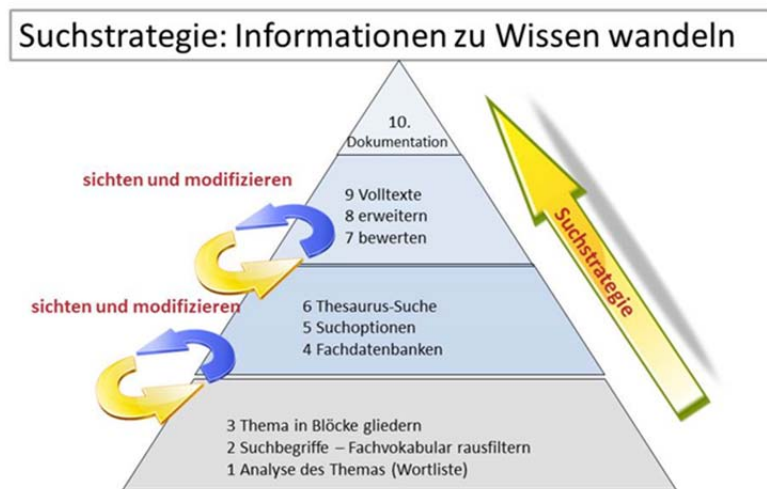 Suchstrategie: Informationen zu Wissen wandeln
10.
Dokumentation
sichten und modifizieren
9 Volltexte
8 erweitern
7 bewerten
Suchstrategie
sichten und modifizieren
6 Thesaurus-Suche
5 Suchoptionen
4 Fachdatenbanken
3 Thema in Blöcke gliedern
2 Suchbegriffe – Fachvokabular rausfiltern
1 Analyse des Themas (Wortliste)